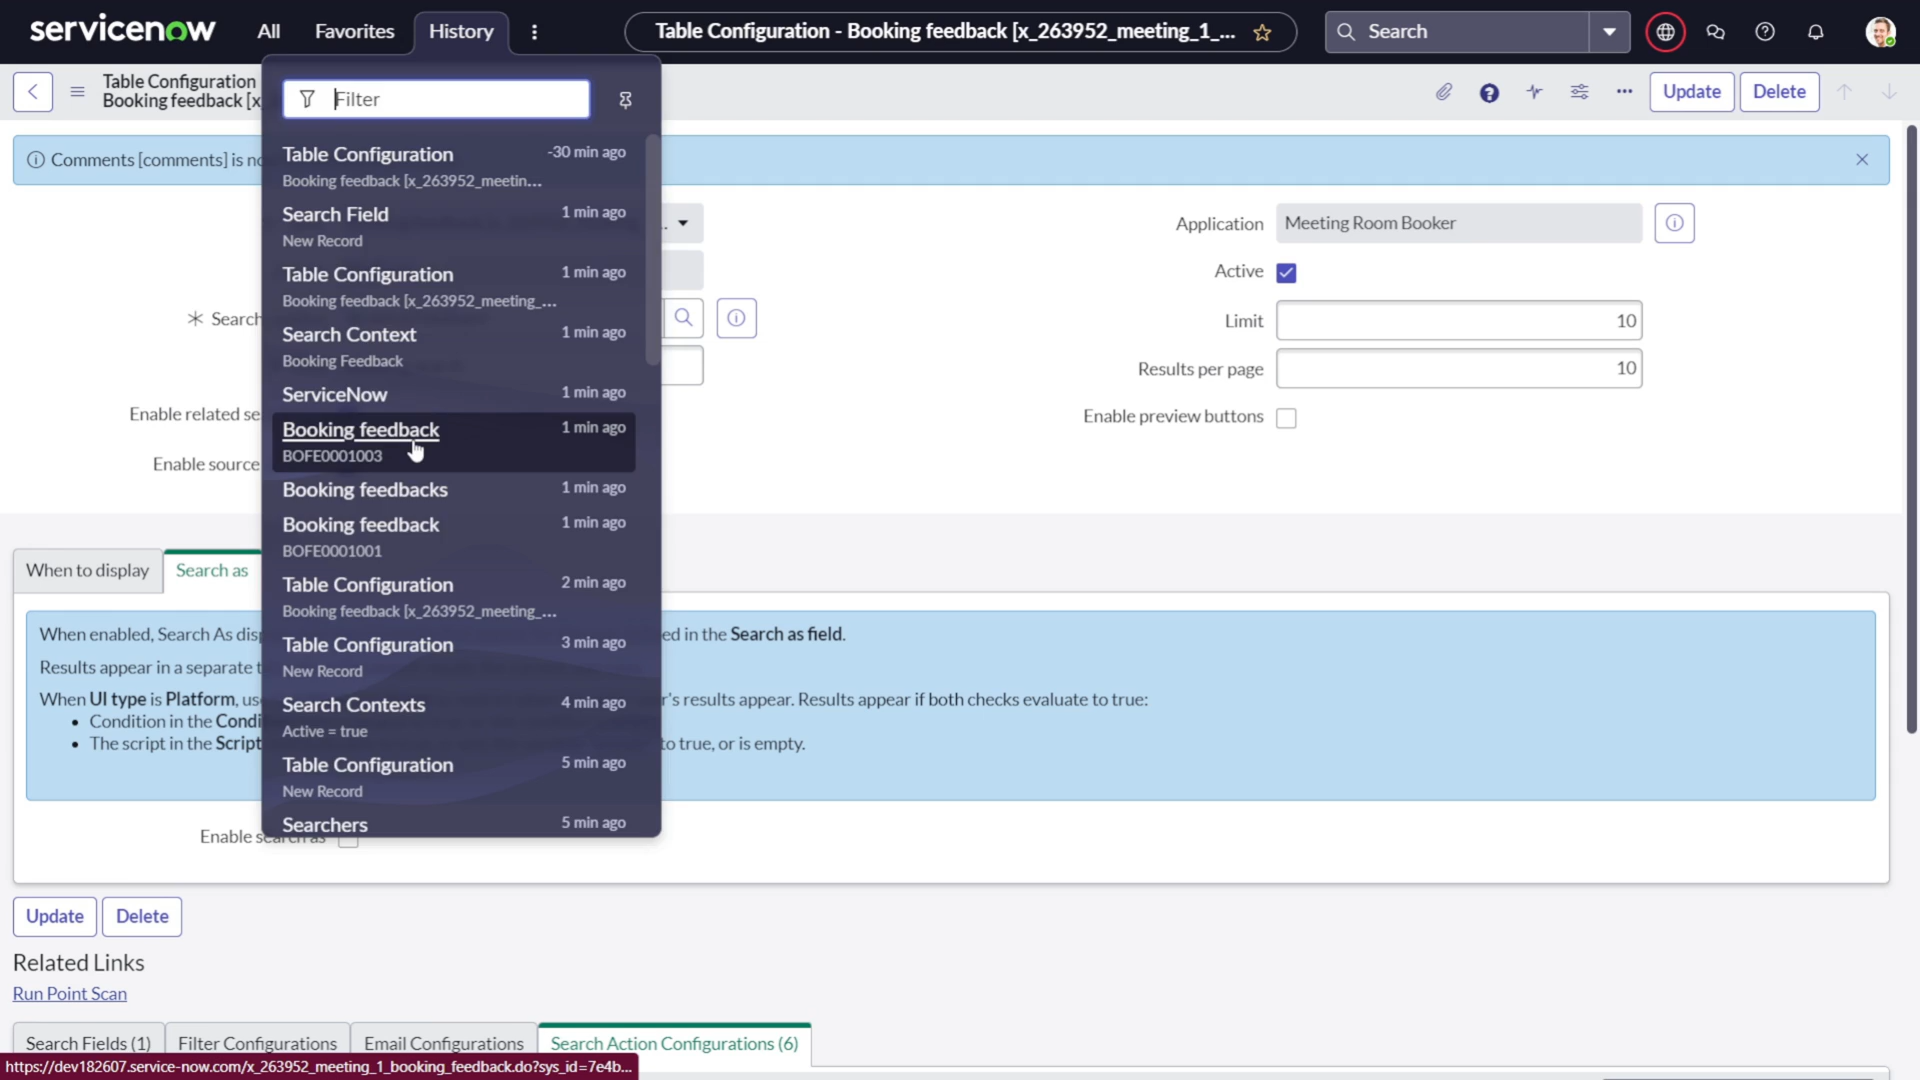 servicenow
All
Favorites
History
Table Configuration - Booking feedback [x_263952_meeting_1_...
Search
Table Configuration
Booking feedback [x
Update
Delete
Filter
Comments [comments] is no
Table Configuration
-30 min ago
Booking feedback [x_263952_meetin...
Search Field
1 min ago
New Record
Table Configuration
1 min ago
Booking feedback [x_263952_meeting_...
Search Context
1 min ago
Booking Feedback
ServiceNow
1 min ago
Booking feedback
1 min ago
BOFE0001003
Booking feedbacks
1 min ago
Booking feedback
1 min ago
BOFE0001001
Table Configuration
2 min ago
Booking feedback [x_263952_meeting_...
Table Configuration
3 min ago
New Record
Search Contexts
4 min ago
Active = true
Table Configuration
5 min ago
New Record
Searchers
5 min ago
Search
Enable related se
Enable source
Application
Meeting Room Booker
Active
Limit
10
Results per page
10
Enable preview buttons
When to display
Search as
When enabled, Search As dis
ed in the Search as field.
Results appear in a separate t
When UI type is Platform, us
r's results appear. Results appear if both checks evaluate to true:
• Condition in the Condi
• The script in the Script
to true, or is empty.
Enable search as
Update
Delete
Related Links
Run Point Scan
Search Fields (1)
Filter Configurations
Email Configurations
Search Action Configurations (6)
https://dev182607.service-now.com/x_263952_meeting_1_booking_feedback.do?sys_id=7e4b...